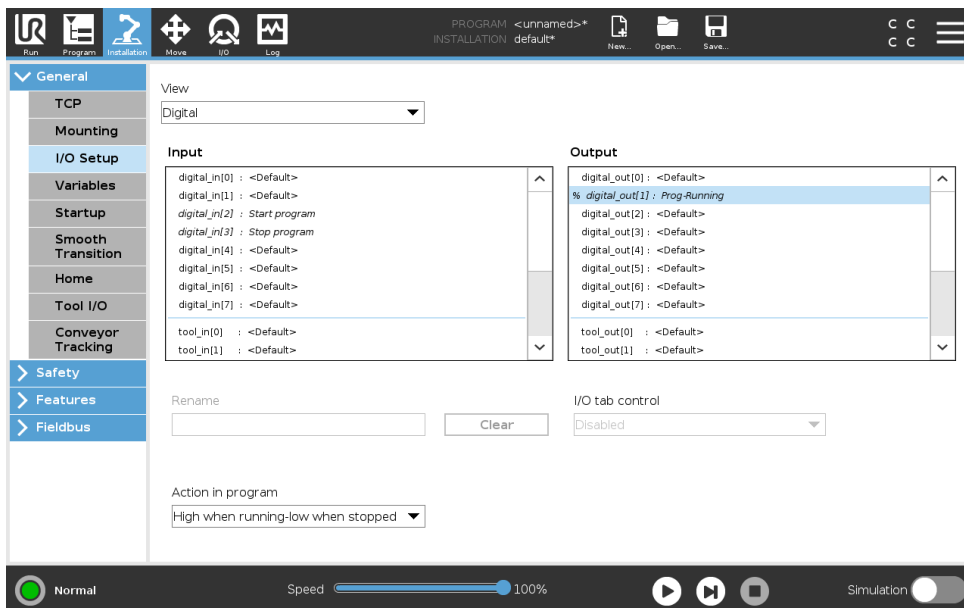 PROGRAM <unnamed>*
INSTALLATION default*
UR
Run
Program
Installation
Move
I/O
Log
New...
Open...
Save...
C C
C C
General
TCP
Mounting
I/O Setup
Variables
Startup
Smooth
Transition
Home
Tool I/O
Conveyor
Tracking
Safety
Features
Fieldbus
View
Digital
Input
digital_in[0] : <Default>
digital_in[1] : <Default>
digital_in[2] : Start program
digital_in[3] : Stop program
digital_in[4] : <Default>
digital_in[5] : <Default>
digital_in[6] : <Default>
digital_in[7] : <Default>
tool_in[0] : <Default>
tool_in[1] : <Default>
Output
digital_out[0] : <Default>
% digital_out[1] : Prog-Running
digital_out[2] : <Default>
digital_out[3] : <Default>
digital_out[4] : <Default>
digital_out[5] : <Default>
digital_out[6] : <Default>
digital_out[7] : <Default>
tool_out[0] : <Default>
tool_out[1] : <Default>
Rename
Clear
I/O tab control
Disabled
Action in program
High when running-low when stopped
Normal
Speed
100%
Simulation